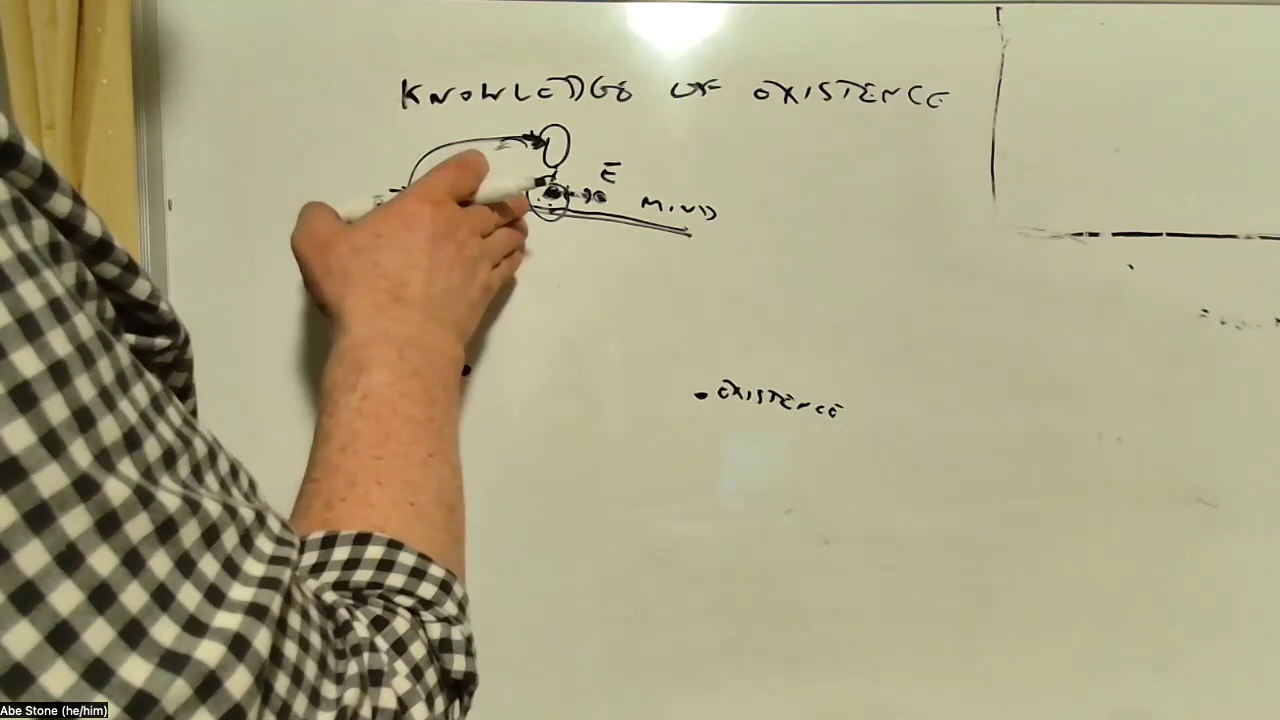 KNOWLEDGE OF EXISTENCE
E
MIND
EXISTENCE
Abe Stone (he/him)